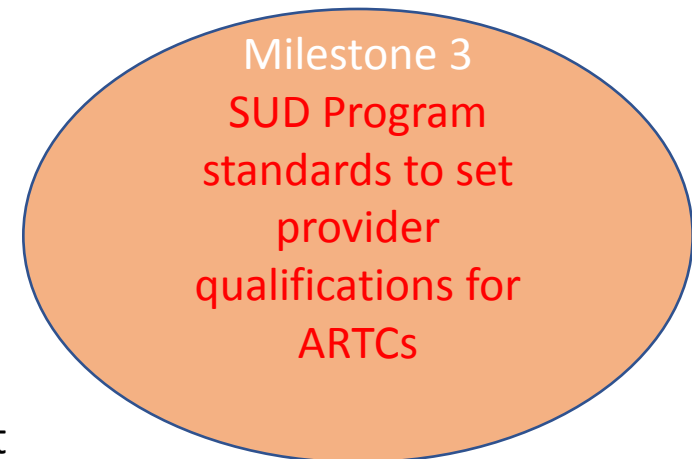 Milestone 3
SUD Program
standards to set
provider
qualifications for
ARTCs
t